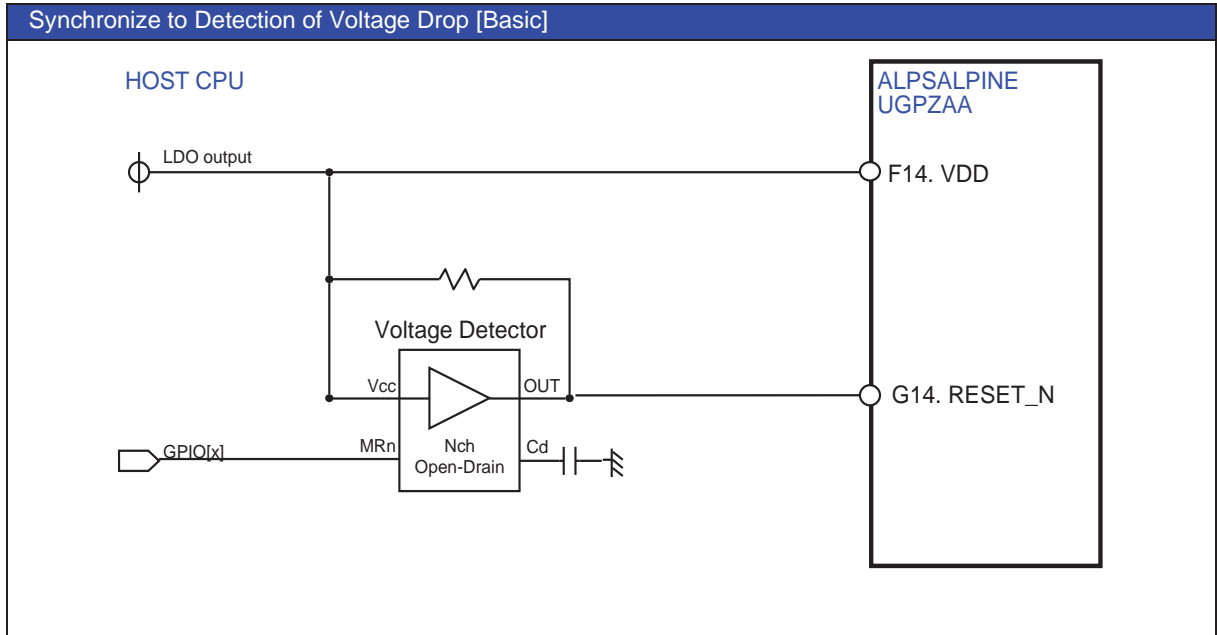 Synchronize to Detection of Voltage Drop [Basic]
HOST CPU
ALPSALPINE
UGPZAA
LDO output
F14. VDD
Voltage Detector
Vcc
OUT
G14. RESET_N
GPIO[x]
MRn
Nch
Open-Drain
Cd